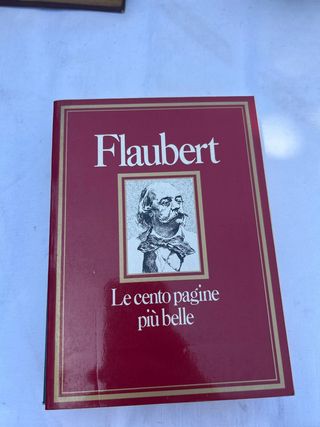 Flaubert
Le cento pagine
più belle